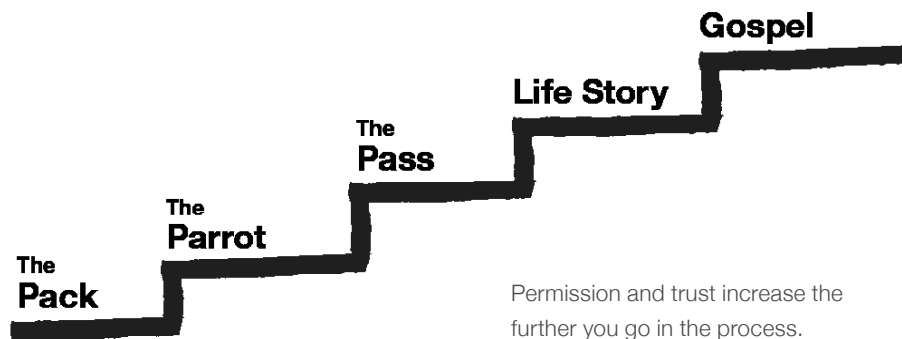 Gospel
Life Story
The
Pass
The
Parrot
The
Pack
Permission and trust increase the
further you go in the process.